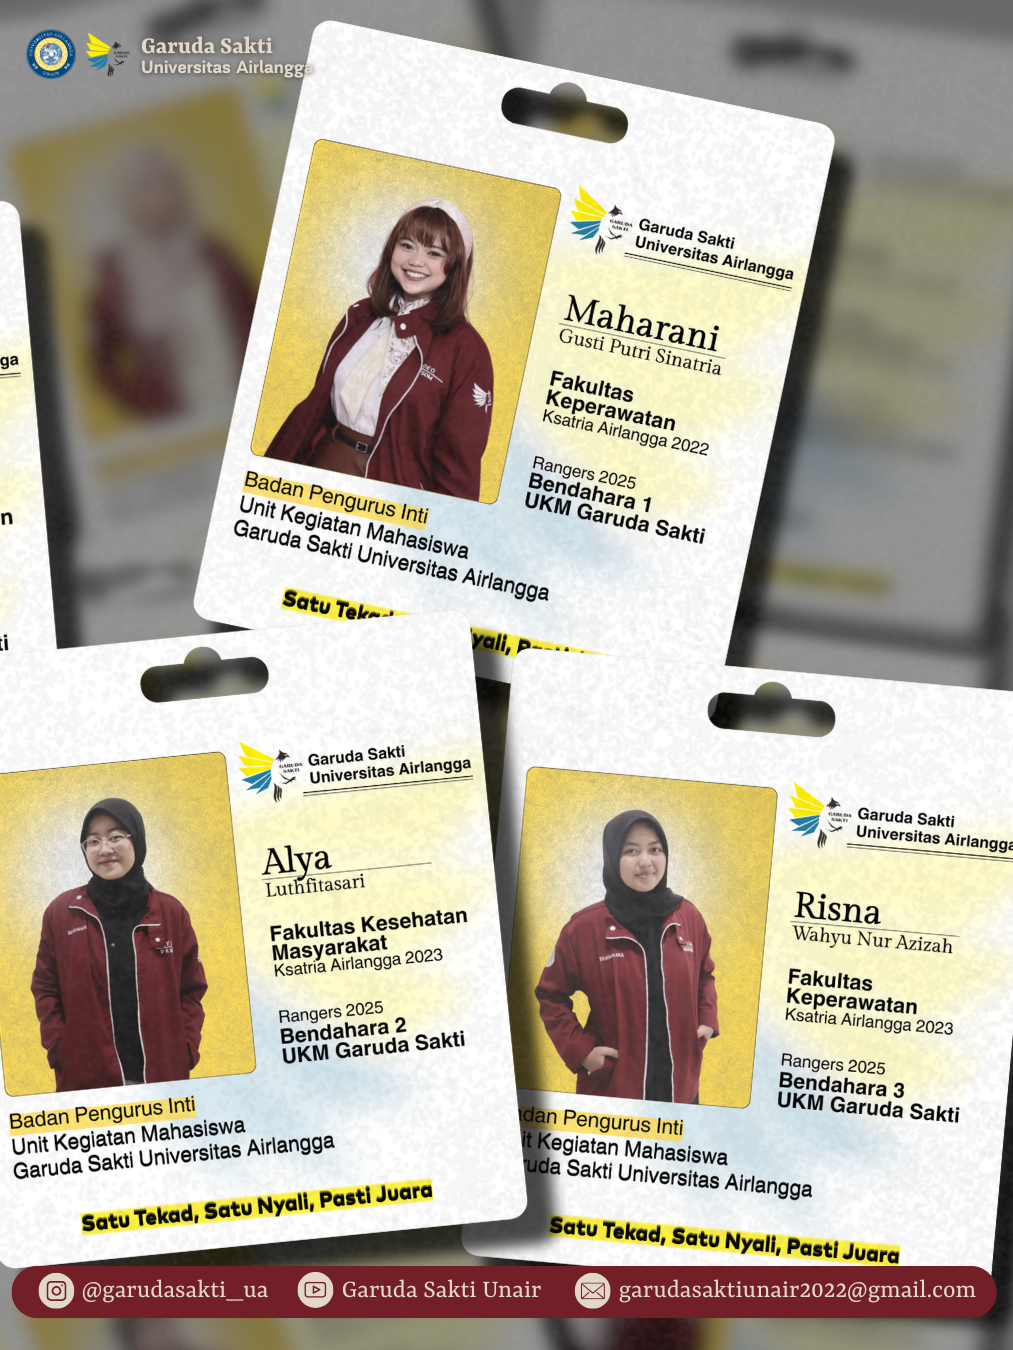 Garuda Sakti
Universitas Airlangga
Garuda Sakti
Universitas Airlangga
Maharani
Gusti Putri Sinatria
Fakultas
Keperawatan
Ksatria Airlangga 2022
Rangers 2025
Bendahara 1
UKM Garuda Sakti
Badan Pengurus Inti
Unit Kegiatan Mahasiswa
Garuda Sakti Universitas Airlangga
Garuda Sakti
Universitas Airlangga
Alya
Luthfitasari
Fakultas Kesehatan
Masyarakat
Ksatria Airlangga 2023
Rangers 2025
Bendahara 2
UKM Garuda Sakti
Badan Pengurus Inti
Unit Kegiatan Mahasiswa
Garuda Sakti Universitas Airlangga
Satu Tekad, Satu Nyali, Pasti Juara
Garuda Sakti
Universitas Airlangga
Risna
Wahyu Nur Azizah
Fakultas
Keperawatan
Ksatria Airlangga 2023
Rangers 2025
Bendahara 3
UKM Garuda Sakti
Pengurus Inti
Kegiatan Mahasiswa
Sakti Universitas Airlangga
Satu Tekad, Satu Nyali, Pasti Juara
@garudasakti_ua
Garuda Sakti Unair
garudasaktiunair2022@gmail.com